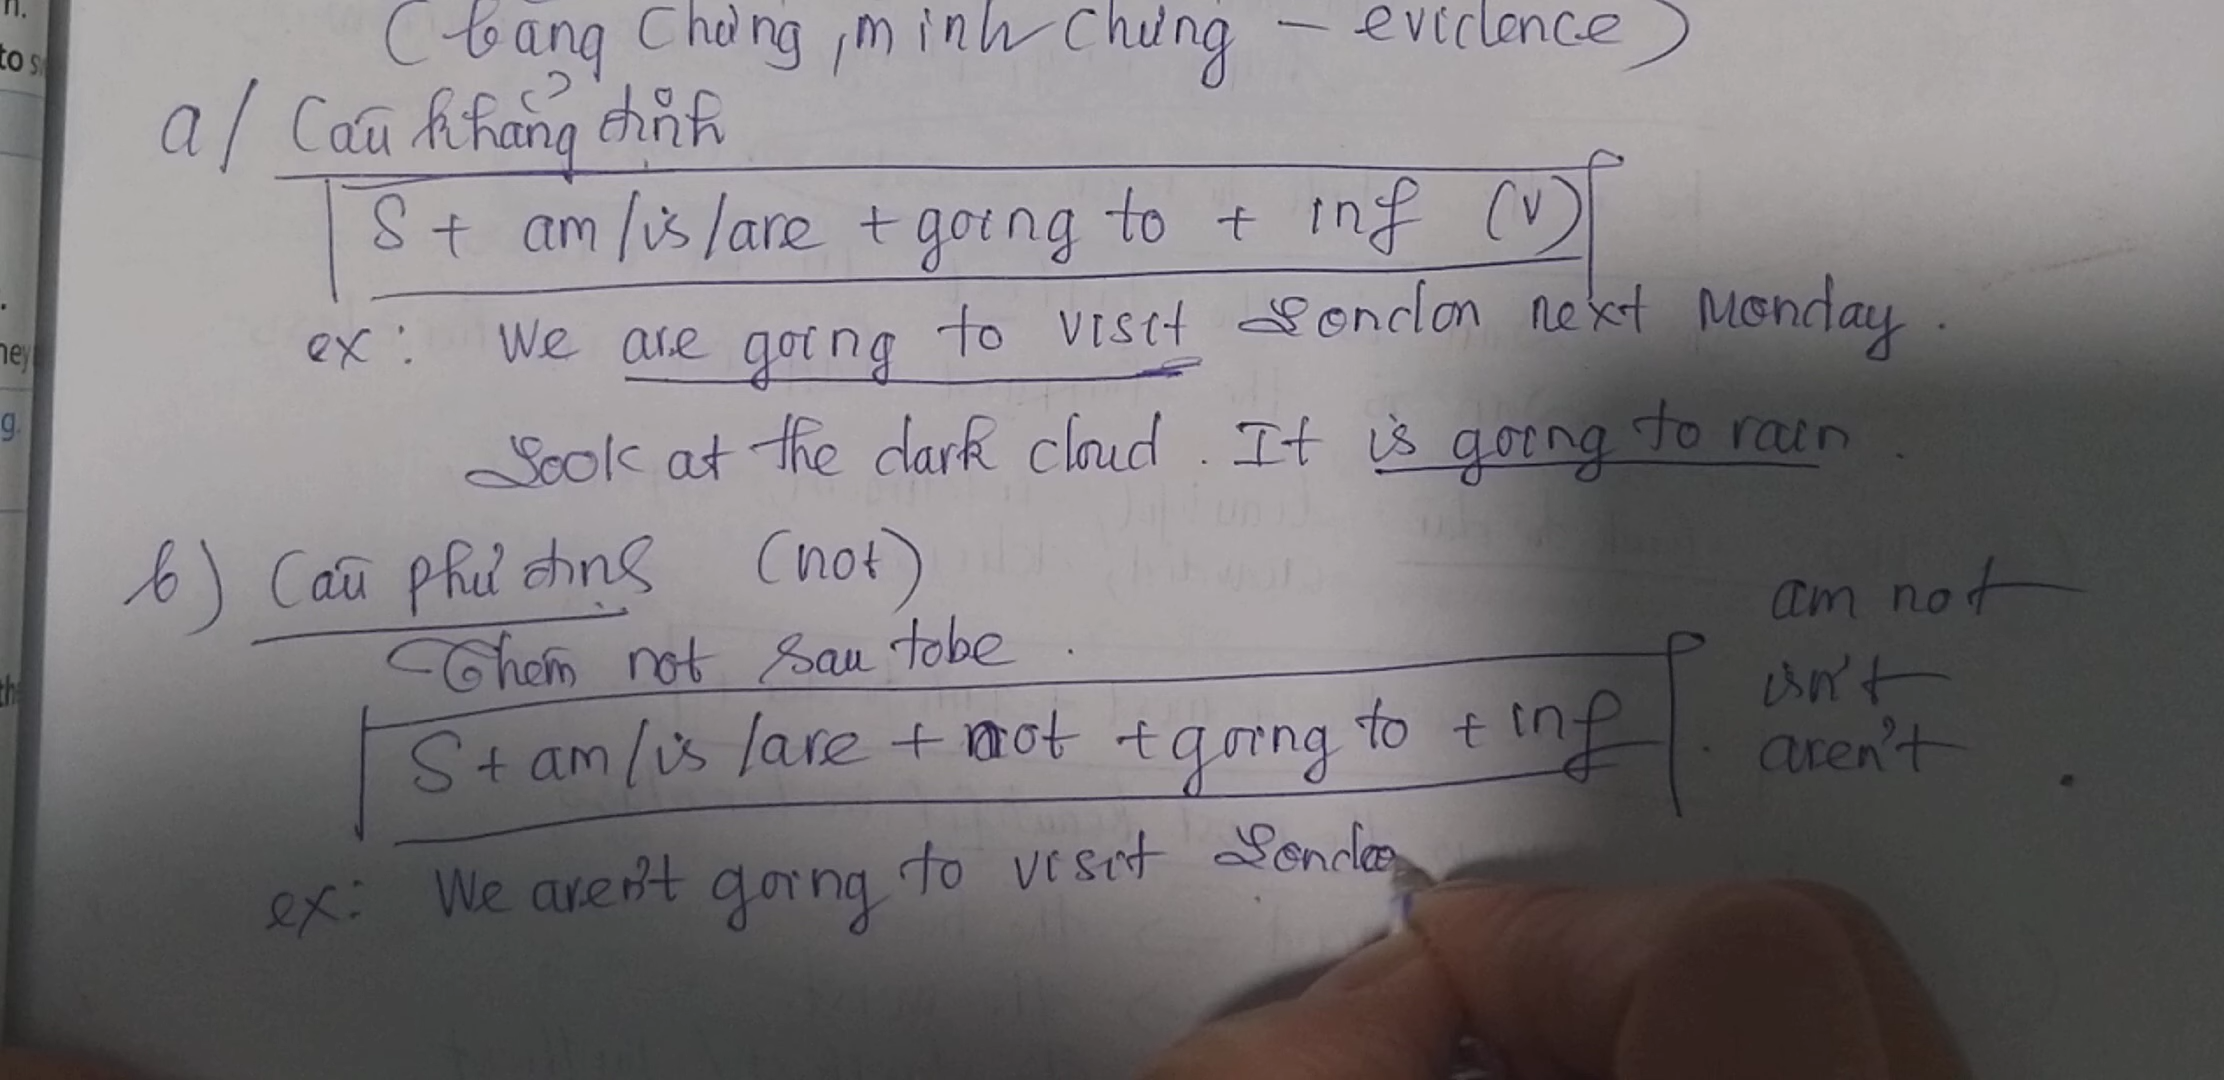 (bằng chứng, minh chứng - evidence)
a/ Câu khẳng định
S + am/is/are + going to + inf (V)
ex: We are going to visit London next Monday.
Look at the dark cloud. It is going to rain.
b) Câu phủ định (not)
Thêm not sau tobe.
S + am/is/are + not + going to + inf.
am not
isn't
aren't
ex: We aren't going to visit Londo